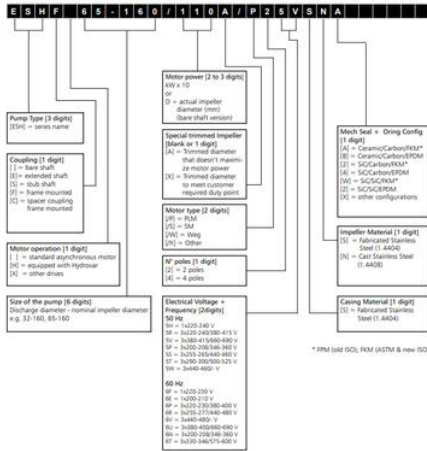 E S H F 6 5 - 1 6 0 / 1 1 0 A / P 2 5 V S N A
Pump Type [3 digits]
[ESH] = series name
Coupling [1 digit]
[ ] = bare shaft
[E]= extended shaft
[S] = stub shaft
[F] = frame mounted
[C] = spacer coupling
frame mounted
Motor operation [1 digit]
[ ] = standard asynchronous motor
[H] = equipped with Hydrovar
[X] = other drives
Size of the pump [6 digits]
Discharge diameter - nominal impeller diameter
e.g. 32-160, 65-160
Motor power [2 to 3 digits]
kW x 10
or
D = actual impeller
diameter (mm)
(bare shaft version)
Special trimmed Impeller
[blank or 1 digit]
[A] = Trimmed diameter
that doesn't maximi-
ze motor power
[X] = Trimmed diameter
to meet customer
required duty point
Motor type [2 digits]
[/P] = PLM
[/S] = SM
[/W] = Weg
[/X] = Other
N° poles [1 digit]
[2] = 2 poles
[4] = 4 poles
Electrical Voltage +
Frequency [2digits]
50 Hz
5H = 1x220-240 V
5R = 3x220-240/380-415 V
5V = 3x380-415/660-690 V
5P = 3x200-208/346-360 V
5S = 3x255-265/440-460 V
5T = 3x290-300/500-525 V
5W = 3x440-460/- V
60 Hz
6F = 1x220-230 V
6E = 1x200-210 V
6P = 3x220-230/380-400 V
6R = 3x255-277/440-480 V
6V = 3x440-480/- V
6U = 3x380-400/660-690 V
6N = 3x200-208/346-360 V
6T = 3x330-346/575-600 V
Mech Seal + Oring Config
[1 digit]
[A] = Ceramic/Carbon/FKM*
[B] = Ceramic/Carbon/EPDM
[2] = SiC/Carbon/FKM*
[4] = SiC/Carbon/EPDM
[W] = SiC/SiC/FKM*
[2] = SiC/SiC/EPDM
[X] = other configurations
Impeller Material [1 digit]
[S] = Fabricated Stainless
Steel (1.4404)
[N] = Cast Stainless Steel
(1.4408)
Casing Material [1 digit]
[S] = Fabricated Stainless
Steel (1.4404)
* FPM (old ISO), FKM (ASTM & new ISO